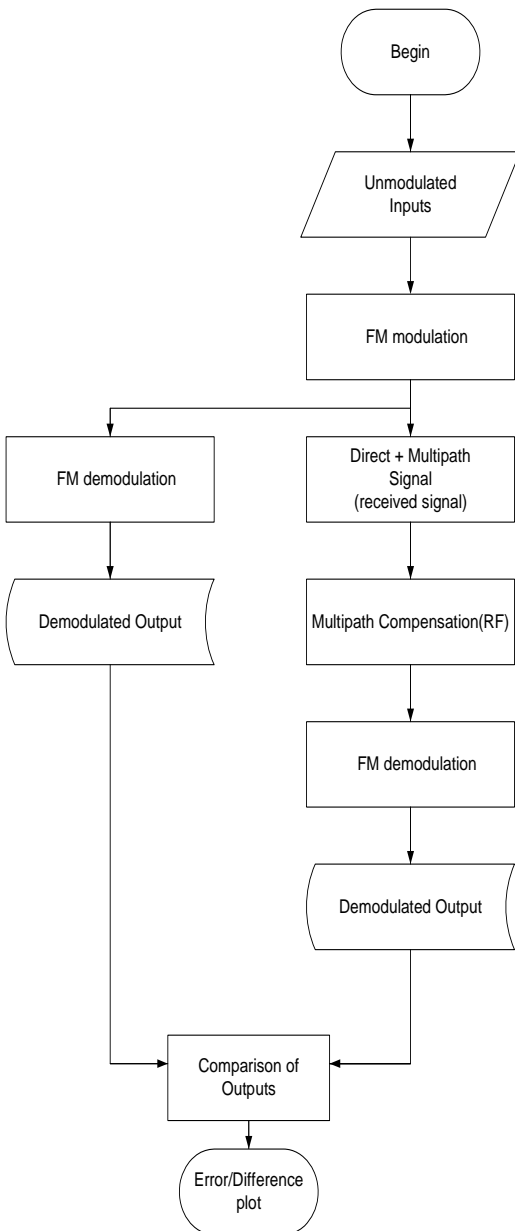 Begin
Unmodulated
Inputs
FM modulation
FM demodulation
Direct + Multipath
Signal
(received signal)
Demodulated Output
Multipath Compensation(RF)
FM demodulation
Demodulated Output
Comparison of
Outputs
Error/Difference
plot